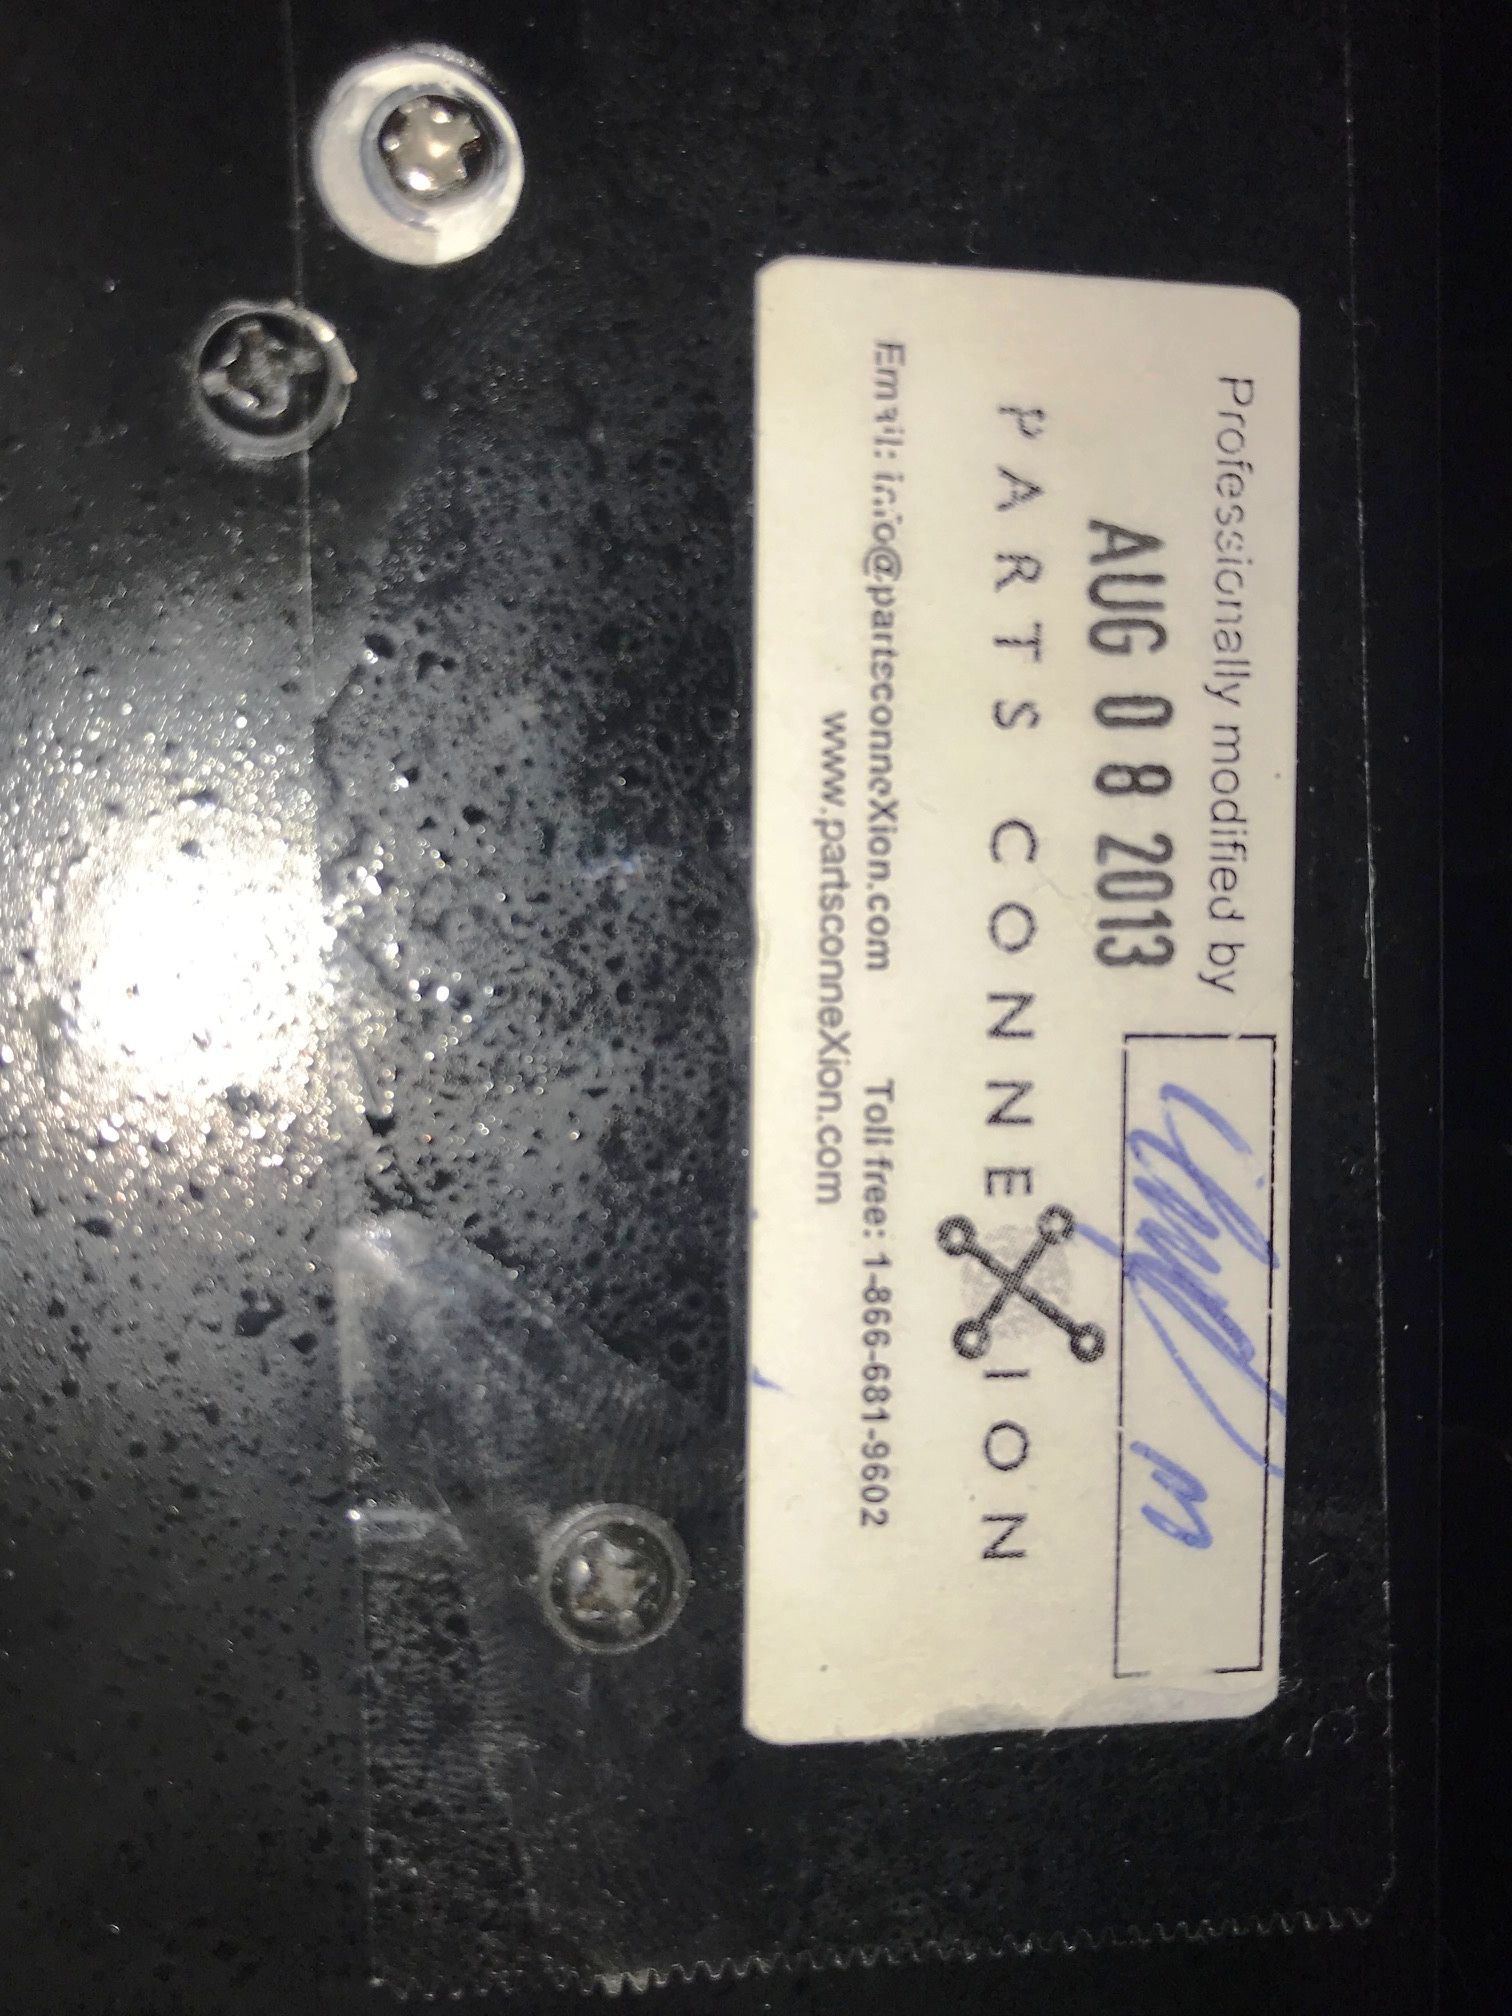 Professionally modified by
AUG 08 2013
PARTS CONNEXION
Email: info@partsconneXion.com Toll free: 1-866-681-9602
www.partsconneXion.com